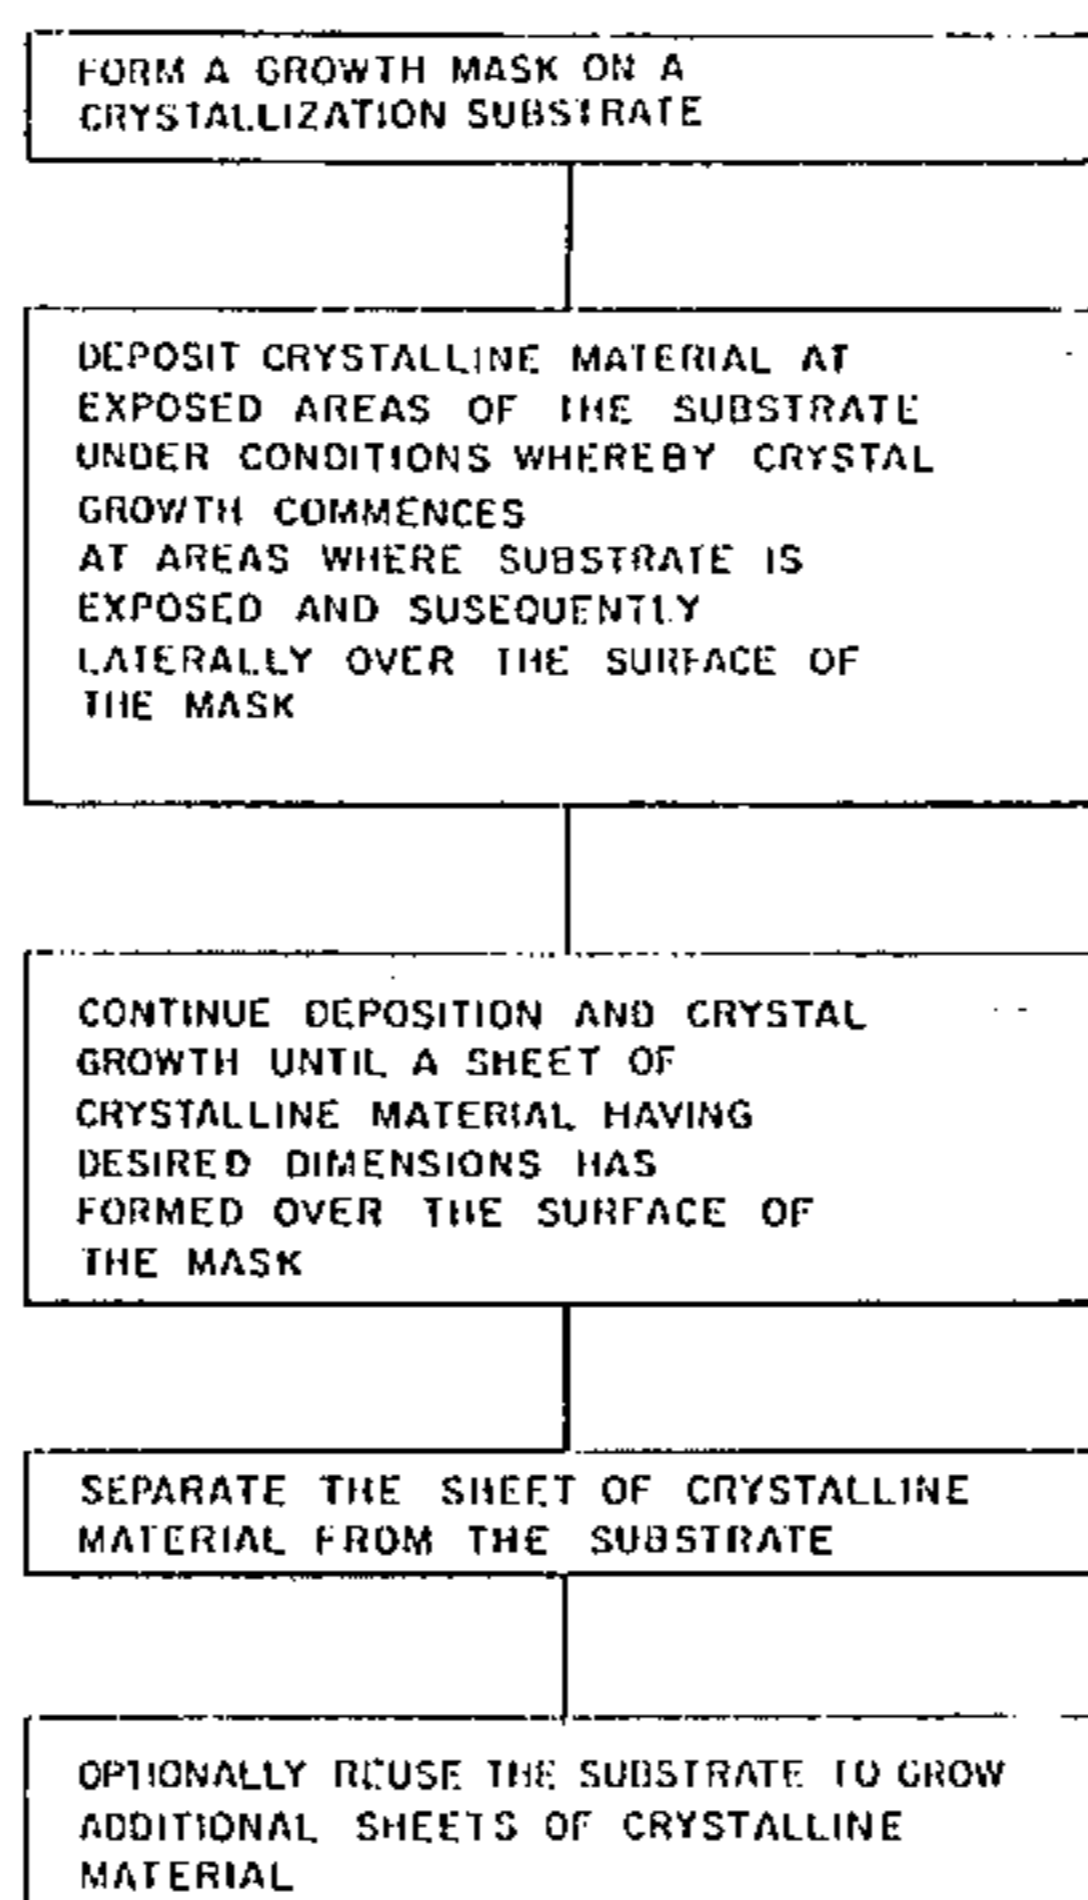 FORM A GROWTH MASK ON A
CRYSTALLIZATION SUBSTRATE
DEPOSIT CRYSTALLINE MATERIAL AT
EXPOSED AREAS OF THE SUBSTRATE
UNDER CONDITIONS WHEREBY CRYSTAL
GROWTH COMMENCES
AT AREAS WHERE SUBSTRATE IS
EXPOSED AND SUSEQUENTLY
LATERALLY OVER THE SURFACE OF
THE MASK
CONTINUE DEPOSITION AND CRYSTAL
GROWTH UNTIL A SHEET OF
CRYSTALLINE MATERIAL HAVING
DESIRED DIMENSIONS HAS
FORMED OVER THE SURFACE OF
THE MASK
SEPARATE THE SHEET OF CRYSTALLINE
MATERIAL FROM THE SUBSTRATE
OPTIONALLY REUSE THE SUBSTRATE TO GROW
ADDITIONAL SHEETS OF CRYSTALLINE
MATERIAL